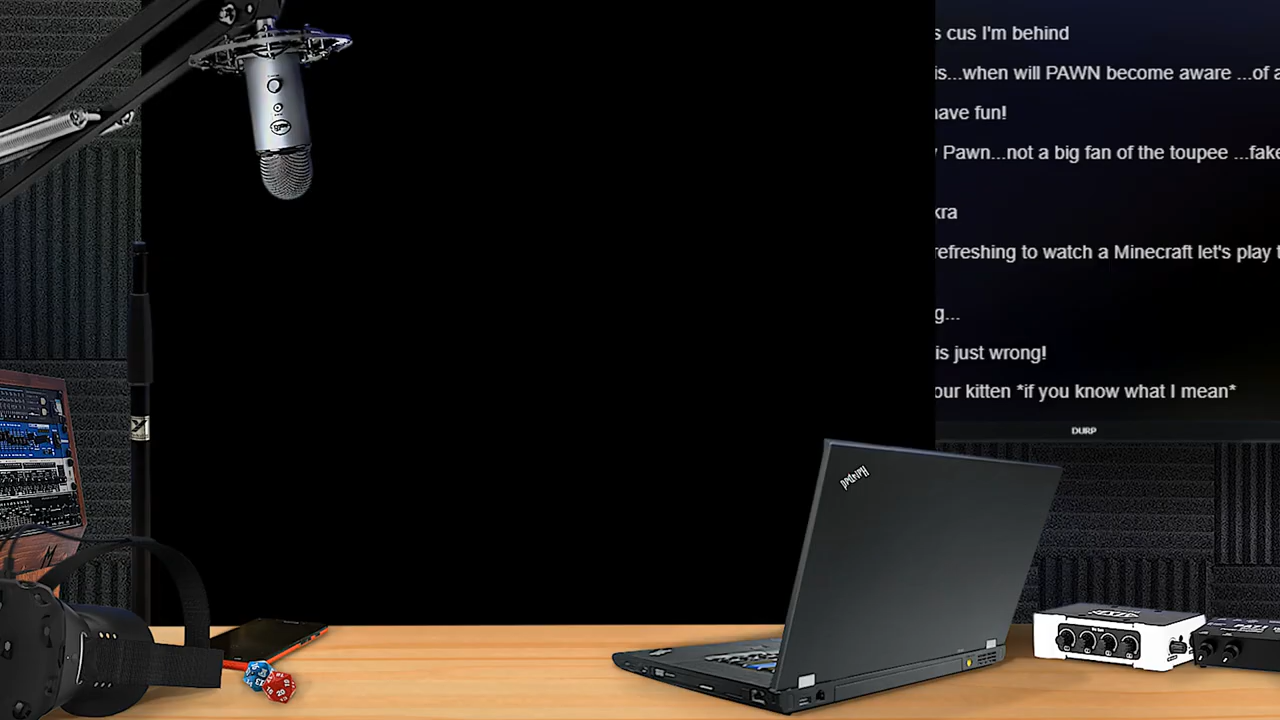 s cus I'm behind
is...when will PAWN become aware ...of a
have fun!
Pawn...not a big fan of the toupee ...fake
kra
refreshing to watch a Minecraft let's play t
g...
is just wrong!
our kitten *if you know what I mean*
DURP
ThinkPad